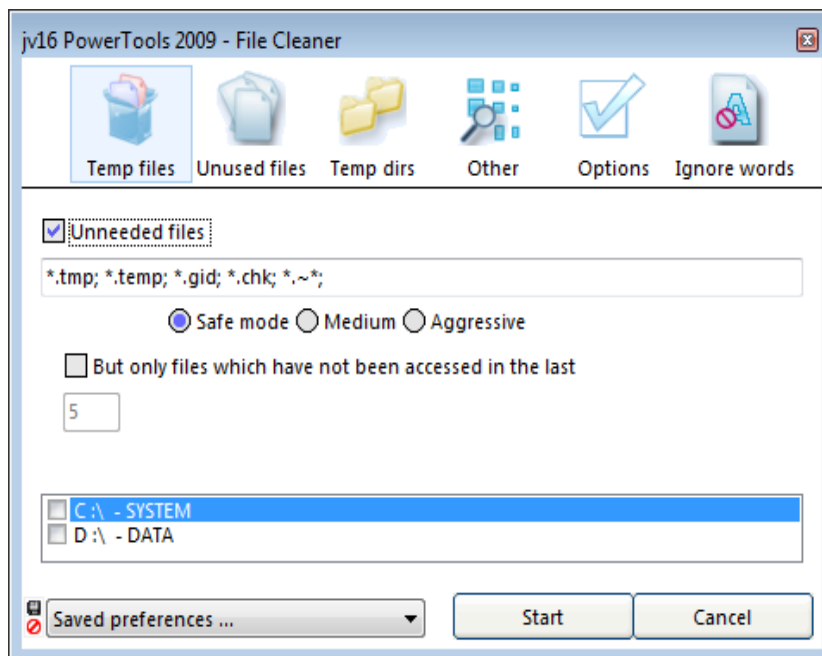 jv16 PowerTools 2009 - File Cleaner
Temp files Unused files Temp dirs Other Options Ignore words
Unneeded files
*.tmp; *.temp; *.gid; *.chk; *.~*;
Safe mode Medium Aggressive
But only files which have not been accessed in the last
5
C:\ - SYSTEM
D:\ - DATA
Saved preferences ... Start Cancel